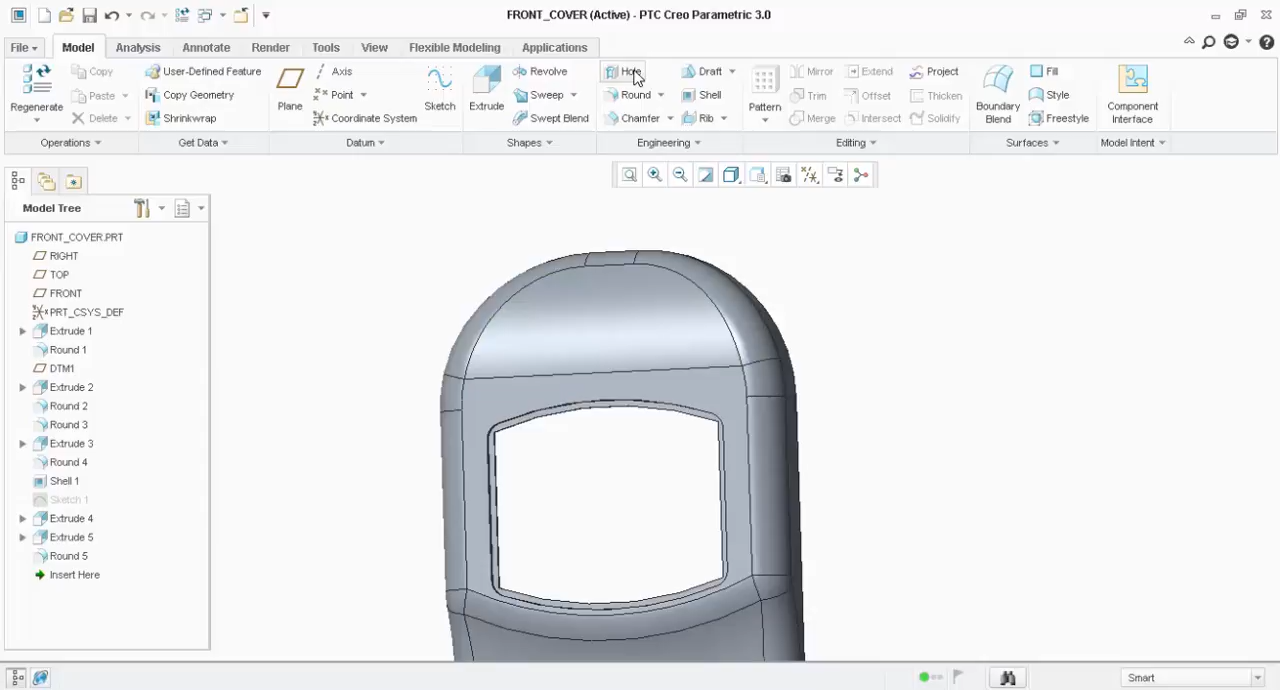 FRONT_COVER (Active) - PTC Creo Parametric 3.0
File Model Analysis Annotate Render Tools View Flexible Modeling Applications
Regenerate
Copy
Paste
Delete
Operations
User-Defined Feature
Copy Geometry
Shrinkwrap
Get Data
Plane
Axis
Point
Coordinate System
Sketch
Datum
Extrude
Revolve
Sweep
Swept Blend
Shapes
Hole
Round
Chamfer
Draft
Shell
Rib
Engineering
Pattern
Mirror
Trim
Merge
Extend
Offset
Intersect
Project
Thicken
Solidify
Editing
Boundary
Blend
Fill
Style
Freestyle
Surfaces
Component
Interface
Model Intent
Model Tree
FRONT_COVER.PRT
RIGHT
TOP
FRONT
PRT_CSYS_DEF
Extrude 1
Round 1
DTM1
Extrude 2
Round 2
Round 3
Extrude 3
Round 4
Shell 1
Sketch 1
Extrude 4
Extrude 5
Round 5
Insert Here
Smart